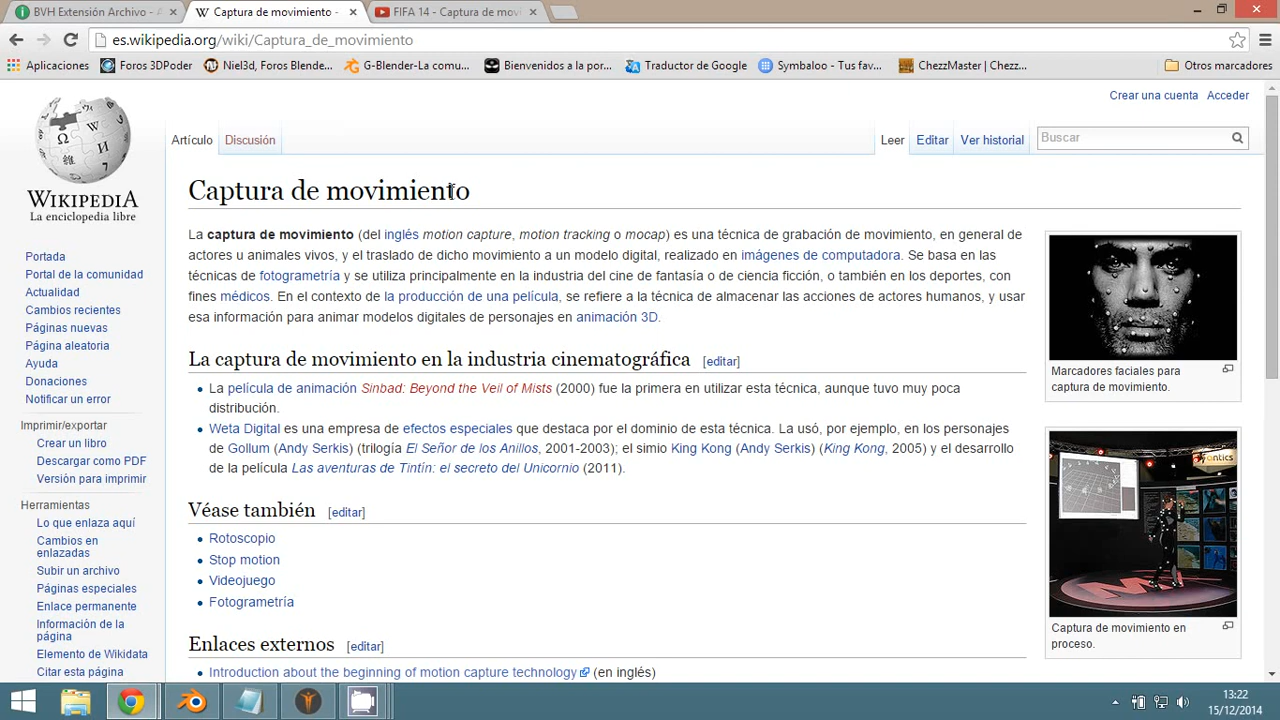 BVH Extensión Archivo - A
Captura de movimiento -
FIFA 14 - Captura de movi
es.wikipedia.org/wiki/Captura_de_movimiento
Aplicaciones
Foros 3DPoder
Niel3d, Foros Blende...
G-Blender-La comu...
Bienvenidos a la por...
Traductor de Google
Symbaloo - Tus fav...
ChezzMaster | Chezz...
Otros marcadores
Crear una cuenta Acceder
Artículo Discusión
Leer Editar Ver historial
Buscar
WIKIPEDIA
La enciclopedia libre
Portada
Portal de la comunidad
Actualidad
Cambios recientes
Páginas nuevas
Página aleatoria
Ayuda
Donaciones
Notificar un error
Imprimir/exportar
Crear un libro
Descargar como PDF
Versión para imprimir
Herramientas
Lo que enlaza aquí
Cambios en
enlazadas
Subir un archivo
Páginas especiales
Enlace permanente
Información de la
página
Elemento de Wikidata
Citar esta página
Captura de movimiento
La captura de movimiento (del inglés motion capture, motion tracking o mocap) es una técnica de grabación de movimiento, en general de
actores u animales vivos, y el traslado de dicho movimiento a un modelo digital, realizado en imágenes de computadora. Se basa en las
técnicas de fotogrametría y se utiliza principalmente en la industria del cine de fantasía o de ciencia ficción, o también en los deportes, con
fines médicos. En el contexto de la producción de una película, se refiere a la técnica de almacenar las acciones de actores humanos, y usar
esa información para animar modelos digitales de personajes en animación 3D.
La captura de movimiento en la industria cinematográfica [editar]
La película de animación Sinbad: Beyond the Veil of Mists (2000) fue la primera en utilizar esta técnica, aunque tuvo muy poca
distribución.
Weta Digital es una empresa de efectos especiales que destaca por el dominio de esta técnica. La usó, por ejemplo, en los personajes
de Gollum (Andy Serkis) (trilogía El Señor de los Anillos, 2001-2003); el simio King Kong (Andy Serkis) (King Kong, 2005) y el desarrollo
de la película Las aventuras de Tintín: el secreto del Unicornio (2011).
Véase también [editar]
Rotoscopio
Stop motion
Videojuego
Fotogrametría
Enlaces externos [editar]
Introduction about the beginning of motion capture technology (en inglés)
Marcadores faciales para
captura de movimiento.
Captura de movimiento en
proceso.
13:22
15/12/2014